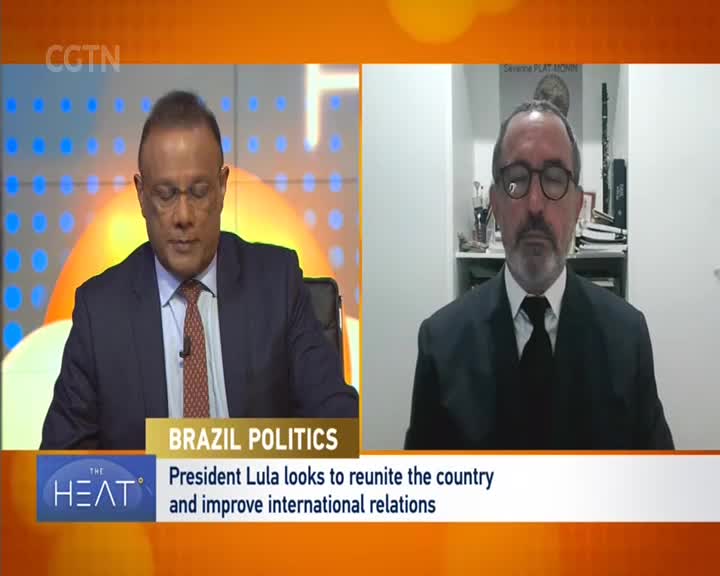 CGTN
Séverine PLAT-MONIN
BRAZIL POLITICS
THE
HEAT
President Lula looks to reunite the country
and improve international relations